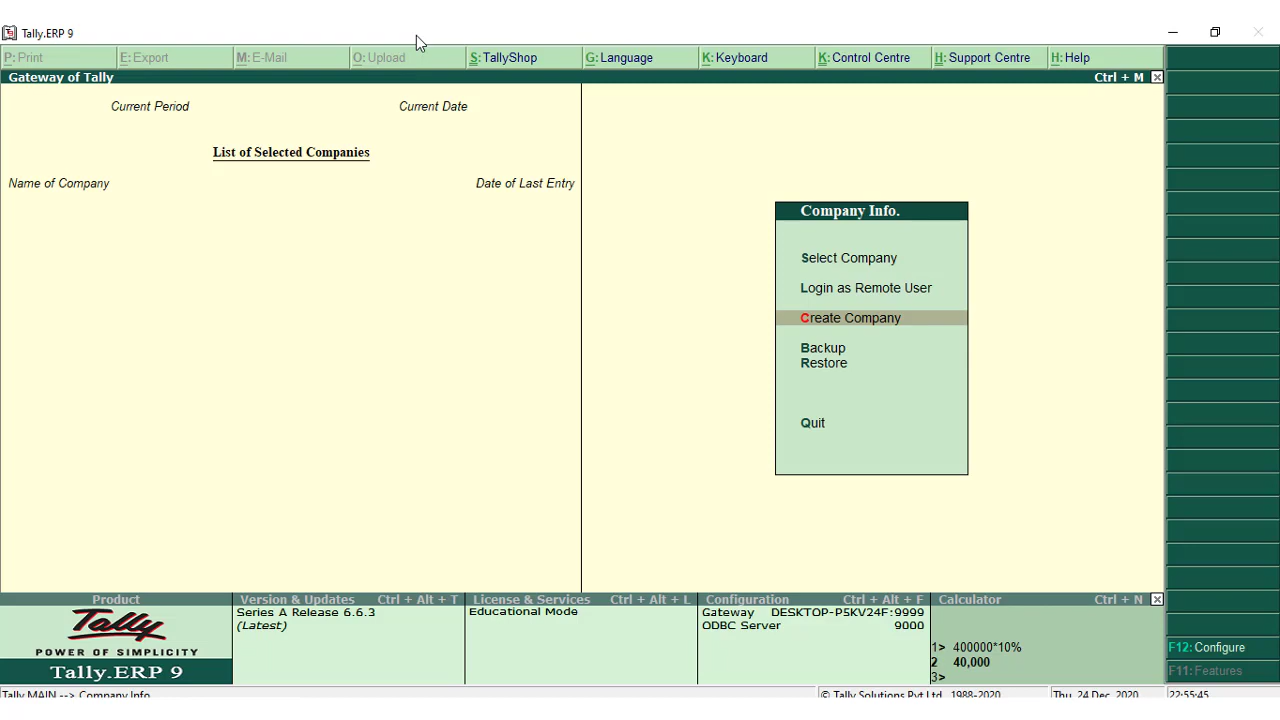 Tally.ERP 9
P: Print E: Export M: E-Mail O: Upload S: TallyShop G: Language K: Keyboard K: Control Centre H: Support Centre H: Help
Gateway of Tally Ctrl + M
Current Period Current Date
List of Selected Companies
Name of Company Date of Last Entry
Company Info.
Select Company
Login as Remote User
Create Company
Backup
Restore
Quit
Product
Tally
POWER OF SIMPLICITY
Tally.ERP 9
Version & Updates Ctrl + Alt + T
Series A Release 6.6.3
(Latest)
License & Services Ctrl + Alt + L
Educational Mode
Configuration Ctrl + Alt + F
Gateway DESKTOP-P5KV24F:9999
ODBC Server 9000
Calculator Ctrl + N
1> 400000*10%
2 40,000
3>
F12: Configure
F11: Features
Tally MAIN --> Company Info. © Tally Solutions Pvt Ltd., 1988-2020 Thu, 24 Dec, 2020 22:55:45